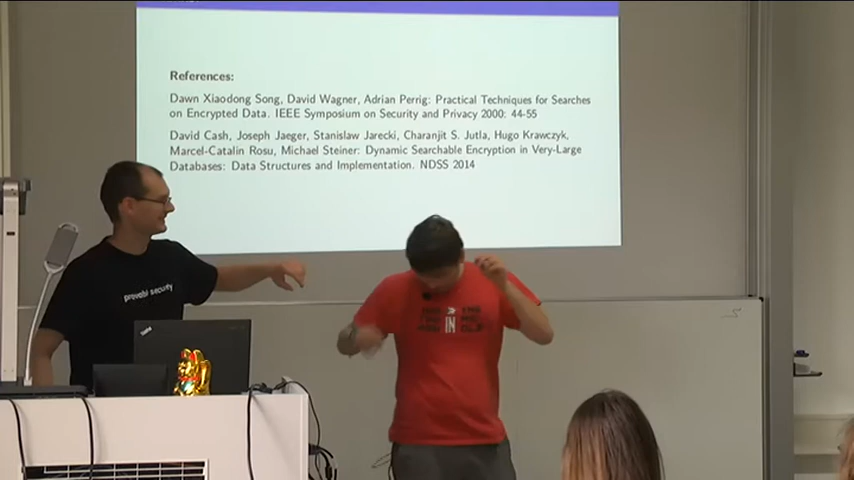 References:
Dawn Xiaodong Song, David Wagner, Adrian Perrig: Practical Techniques for Searches
on Encrypted Data. IEEE Symposium on Security and Privacy 2000: 44-55
David Cash, Joseph Jaeger, Stanislaw Jarecki, Charanjit S. Jutla, Hugo Krawczyk,
Marcel-Catalin Rosu, Michael Steiner: Dynamic Searchable Encryption in Very-Large
Databases: Data Structures and Implementation. NDSS 2014
security
IN